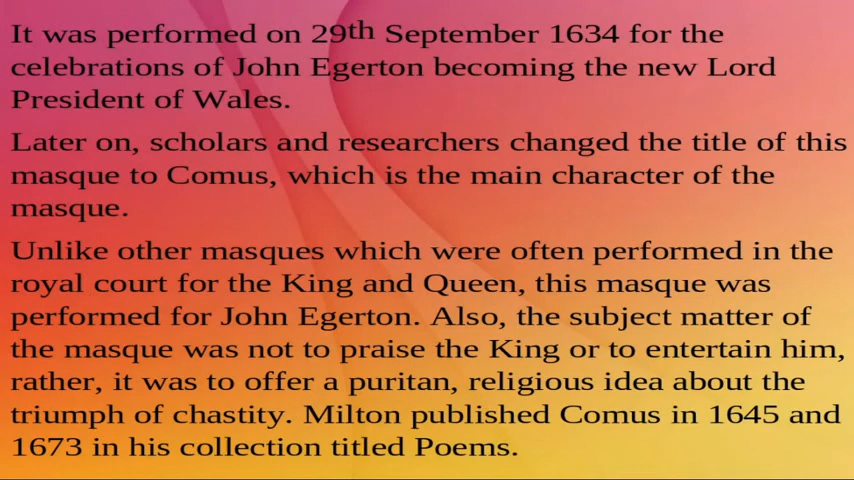 It was performed on 29th September 1634 for the
celebrations of John Egerton becoming the new Lord
President of Wales.
Later on, scholars and researchers changed the title of this
masque to Comus, which is the main character of the
masque.
Unlike other masques which were often performed in the
royal court for the King and Queen, this masque was
performed for John Egerton. Also, the subject matter of
the masque was not to praise the King or to entertain him,
rather, it was to offer a puritan, religious idea about the
triumph of chastity. Milton published Comus in 1645 and
1673 in his collection titled Poems.